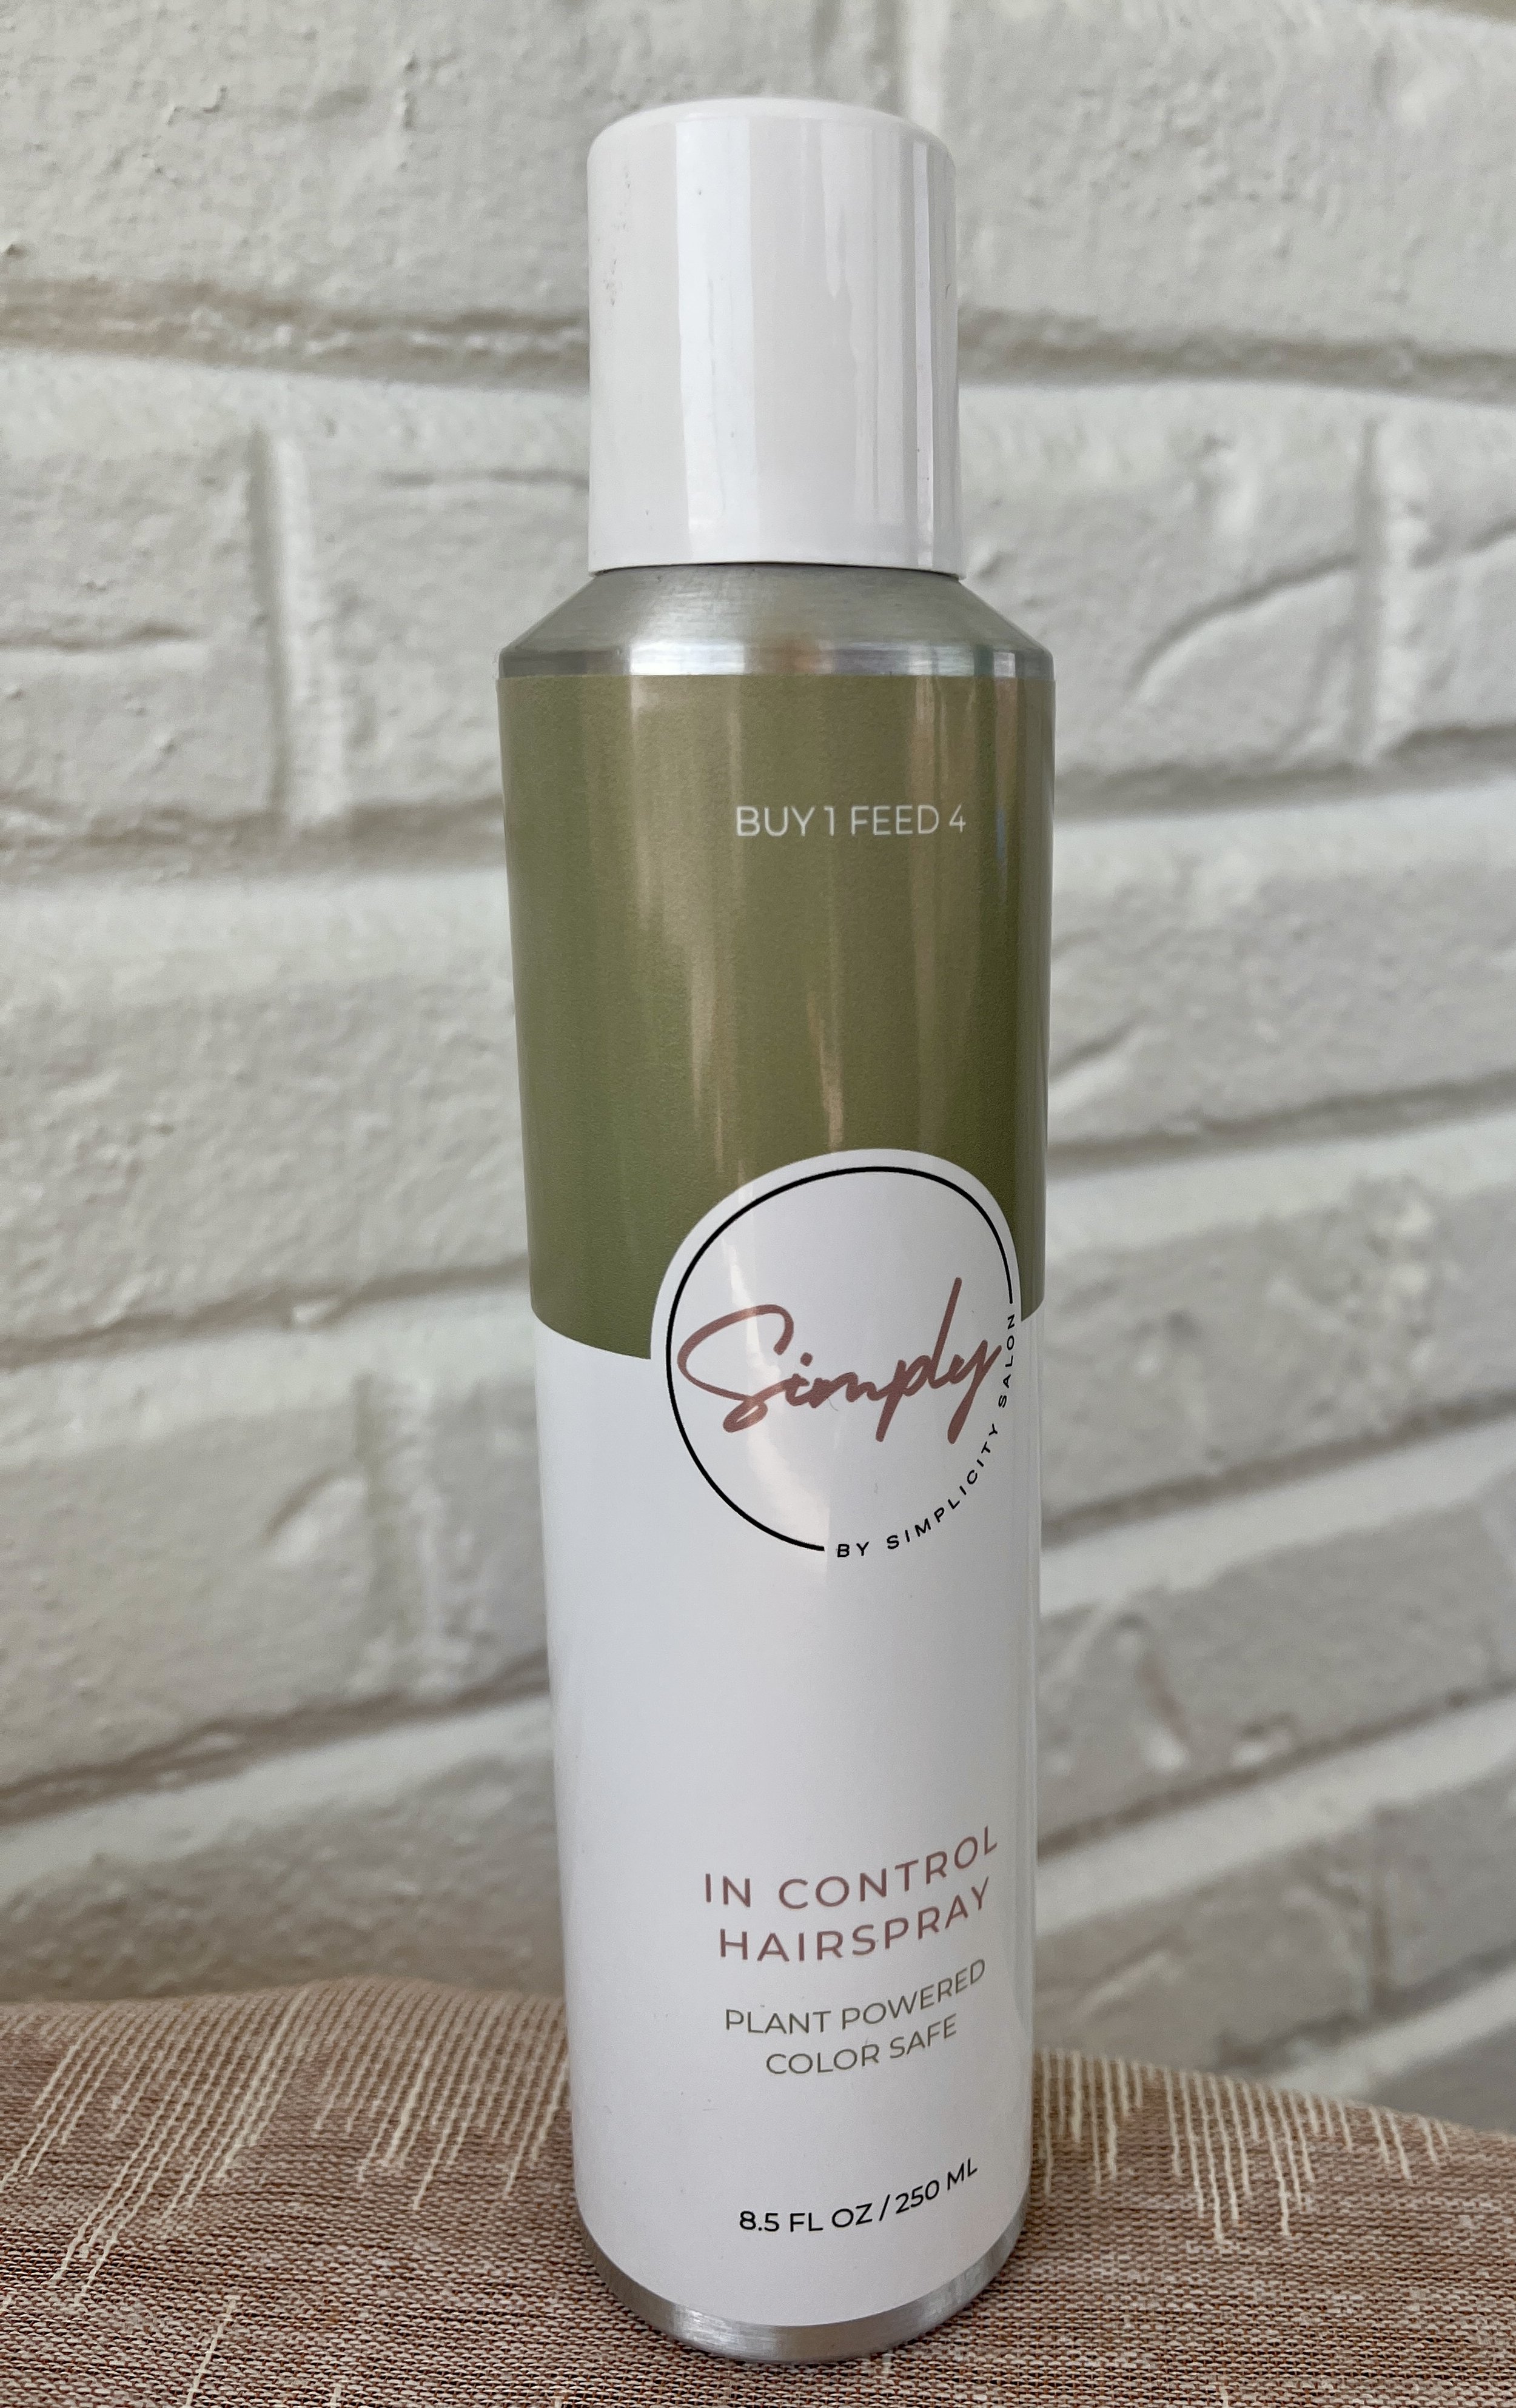 BUY 1 FEED 4
Simply
BY SIMPLICITY SALON
IN CONTROL
HAIRSPRAY
PLANT POWERED
COLOR SAFE
8.5 FL OZ / 250 ML